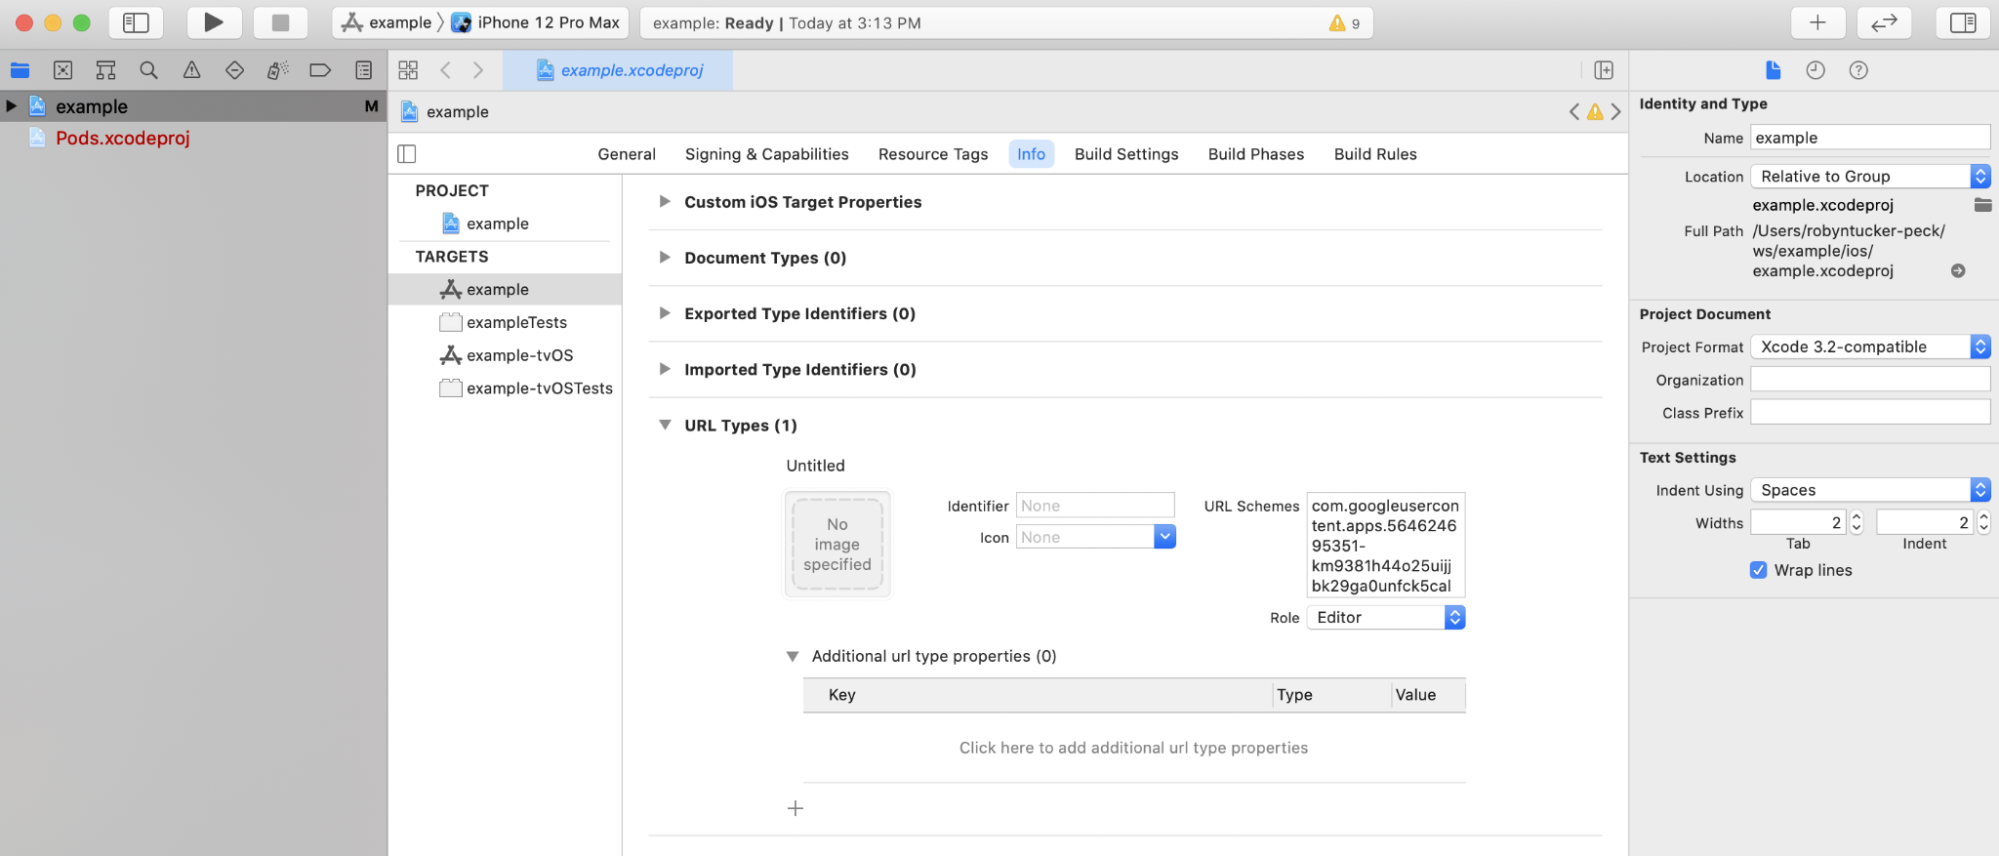 example 〉 iPhone 12 Pro Max
example: Ready | Today at 3:13 PM
9
example.xcodeproj
example M
Pods.xcodeproj
example
General Signing & Capabilities Resource Tags Info Build Settings Build Phases Build Rules
PROJECT
example
TARGETS
example
exampleTests
example-tvOS
example-tvOSTests
Custom iOS Target Properties
Document Types (0)
Exported Type Identifiers (0)
Imported Type Identifiers (0)
URL Types (1)
Untitled
No
image
specified
Identifier None
Icon None
URL Schemes
com.googleusercon
tent.apps.5646246
95351-
km9381h44o25uijj
bk29ga0unfck5cal
Role Editor
Additional url type properties (0)
Key Type Value
Click here to add additional url type properties
Identity and Type
Name example
Location Relative to Group
example.xcodeproj
Full Path /Users/robyntucker-peck/
ws/example/ios/
example.xcodeproj
Project Document
Project Format Xcode 3.2-compatible
Organization
Class Prefix
Text Settings
Indent Using Spaces
Widths 2 2
Tab Indent
Wrap lines